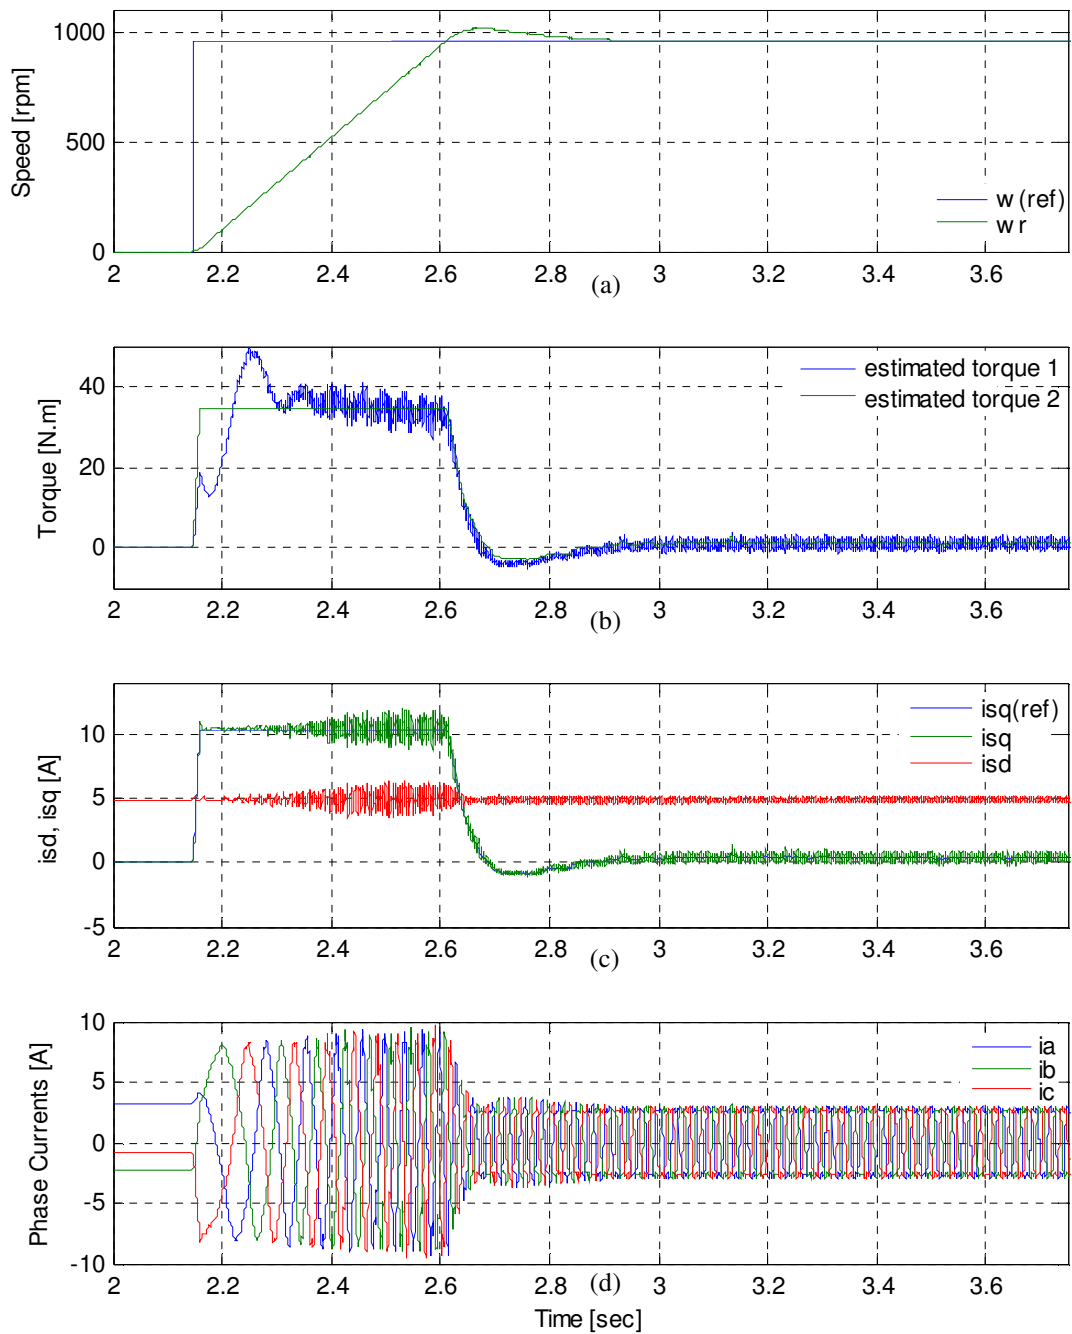 1000
500
0
Speed [rpm]
w (ref)
w r
2 2.2 2.4 2.6 2.8 3 3.2 3.4 3.6
(a)
40
20
0
Torque [N.m]
estimated torque 1
estimated torque 2
2 2.2 2.4 2.6 2.8 3 3.2 3.4 3.6
(b)
10
5
0
-5
isd, isq [A]
isq(ref)
isq
isd
2 2.2 2.4 2.6 2.8 3 3.2 3.4 3.6
(c)
10
5
0
-5
-10
Phase Currents [A]
ia
ib
ic
2 2.2 2.4 2.6 2.8 3 3.2 3.4 3.6
(d)
Time [sec]